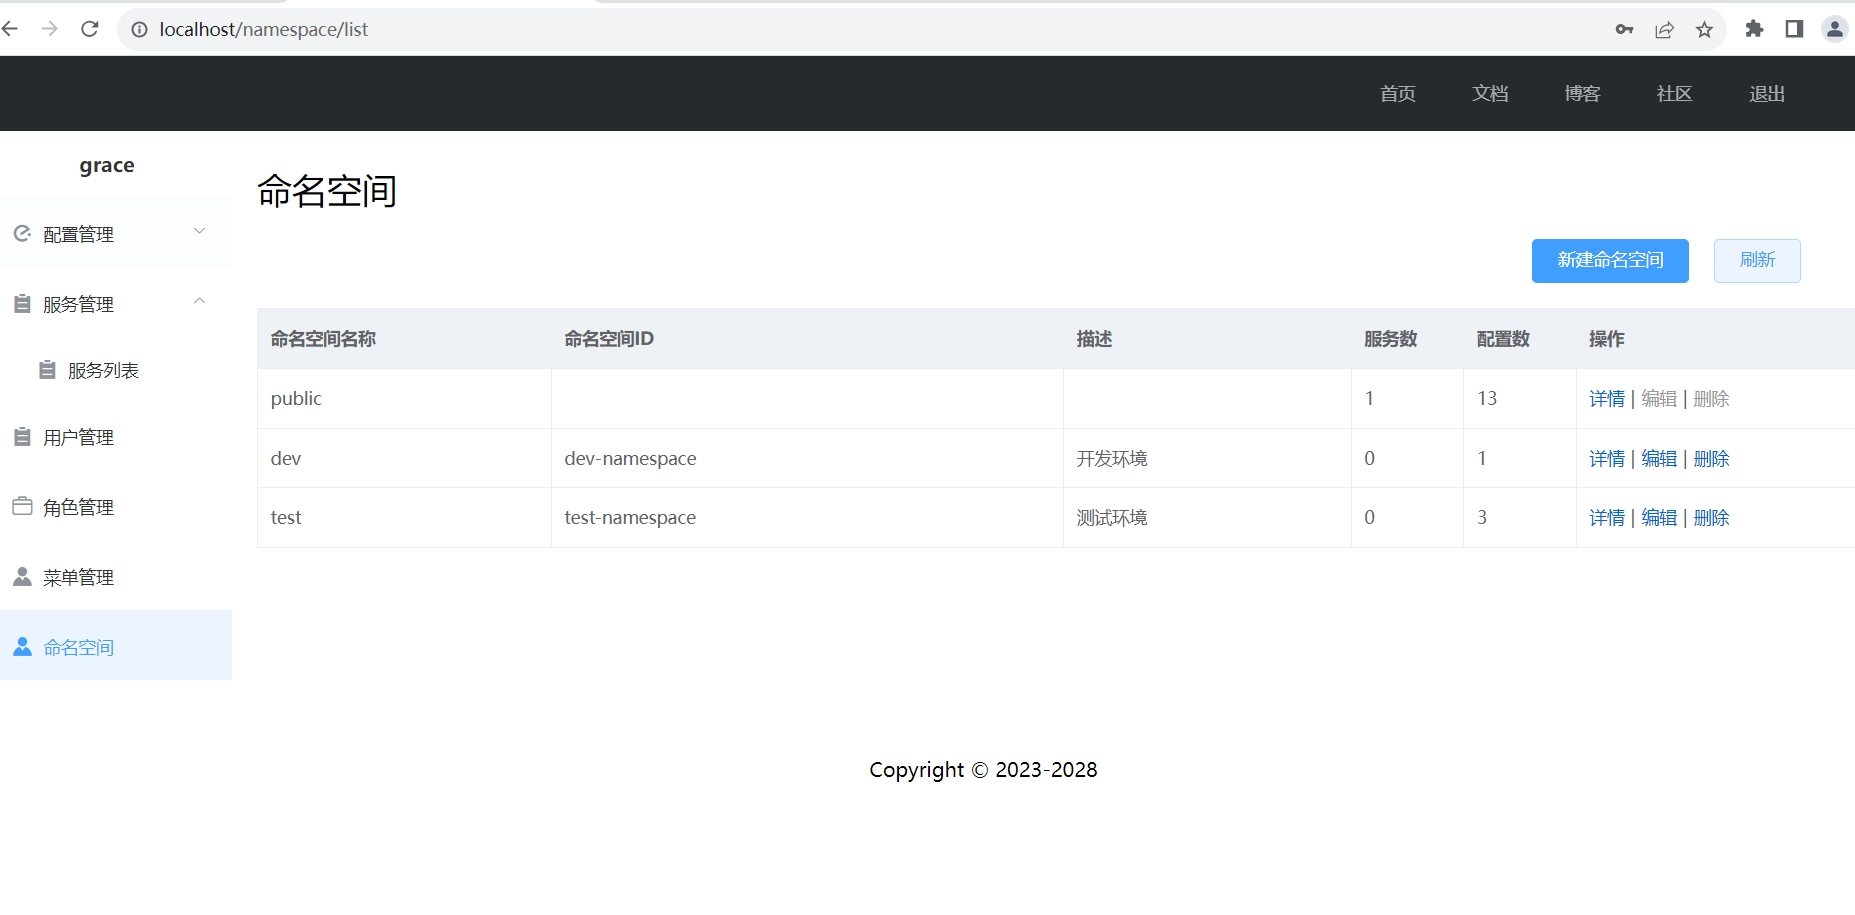 localhost/namespace/list
首页 文档 博客 社区 退出
grace
配置管理
服务管理
服务列表
用户管理
角色管理
菜单管理
命名空间
命名空间
新建命名空间 刷新
命名空间名称 命名空间ID 描述 服务数 配置数 操作
public 1 13 详情 | 编辑 | 删除
dev dev-namespace 开发环境 0 1 详情 | 编辑 | 删除
test test-namespace 测试环境 0 3 详情 | 编辑 | 删除
Copyright © 2023-2028